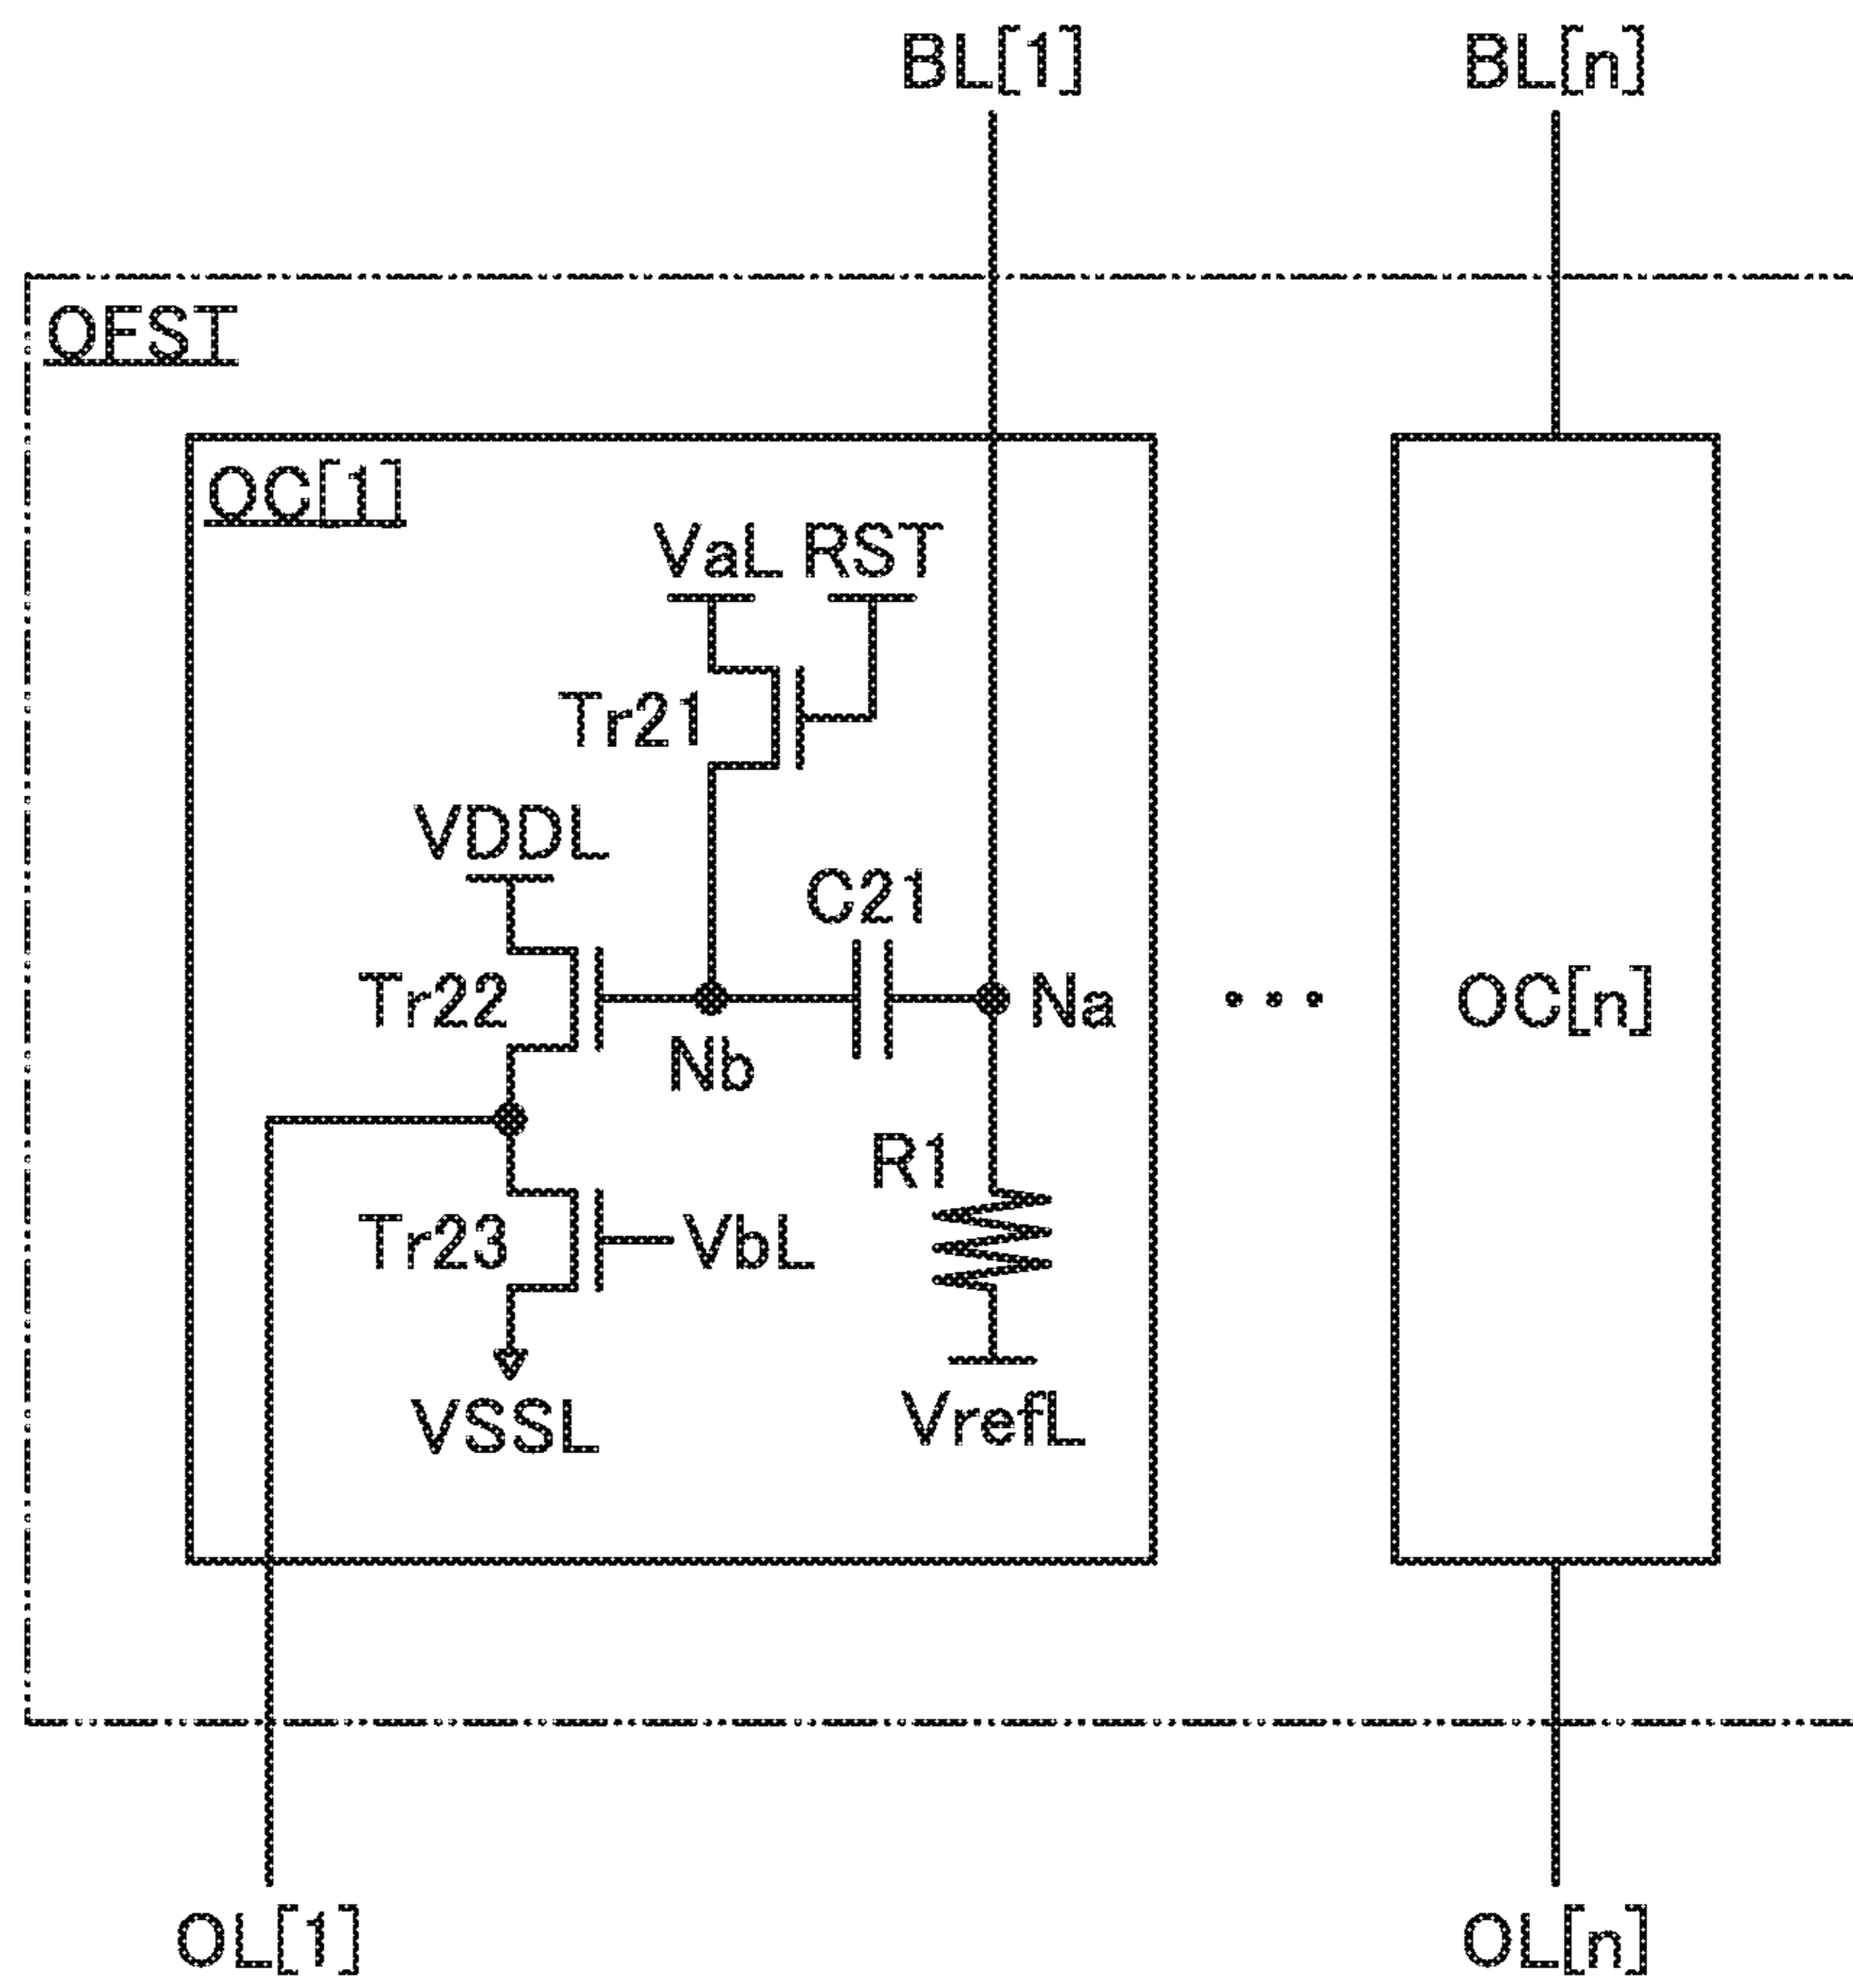 BL[1] BL[n]
OFST
OC[1]
VaL RST
Tr21
VDDL
C21
Tr22
Na
OC[n]
Nb
R1
Tr23
VbL
VSSL
VrefL
OL[1] OL[n]